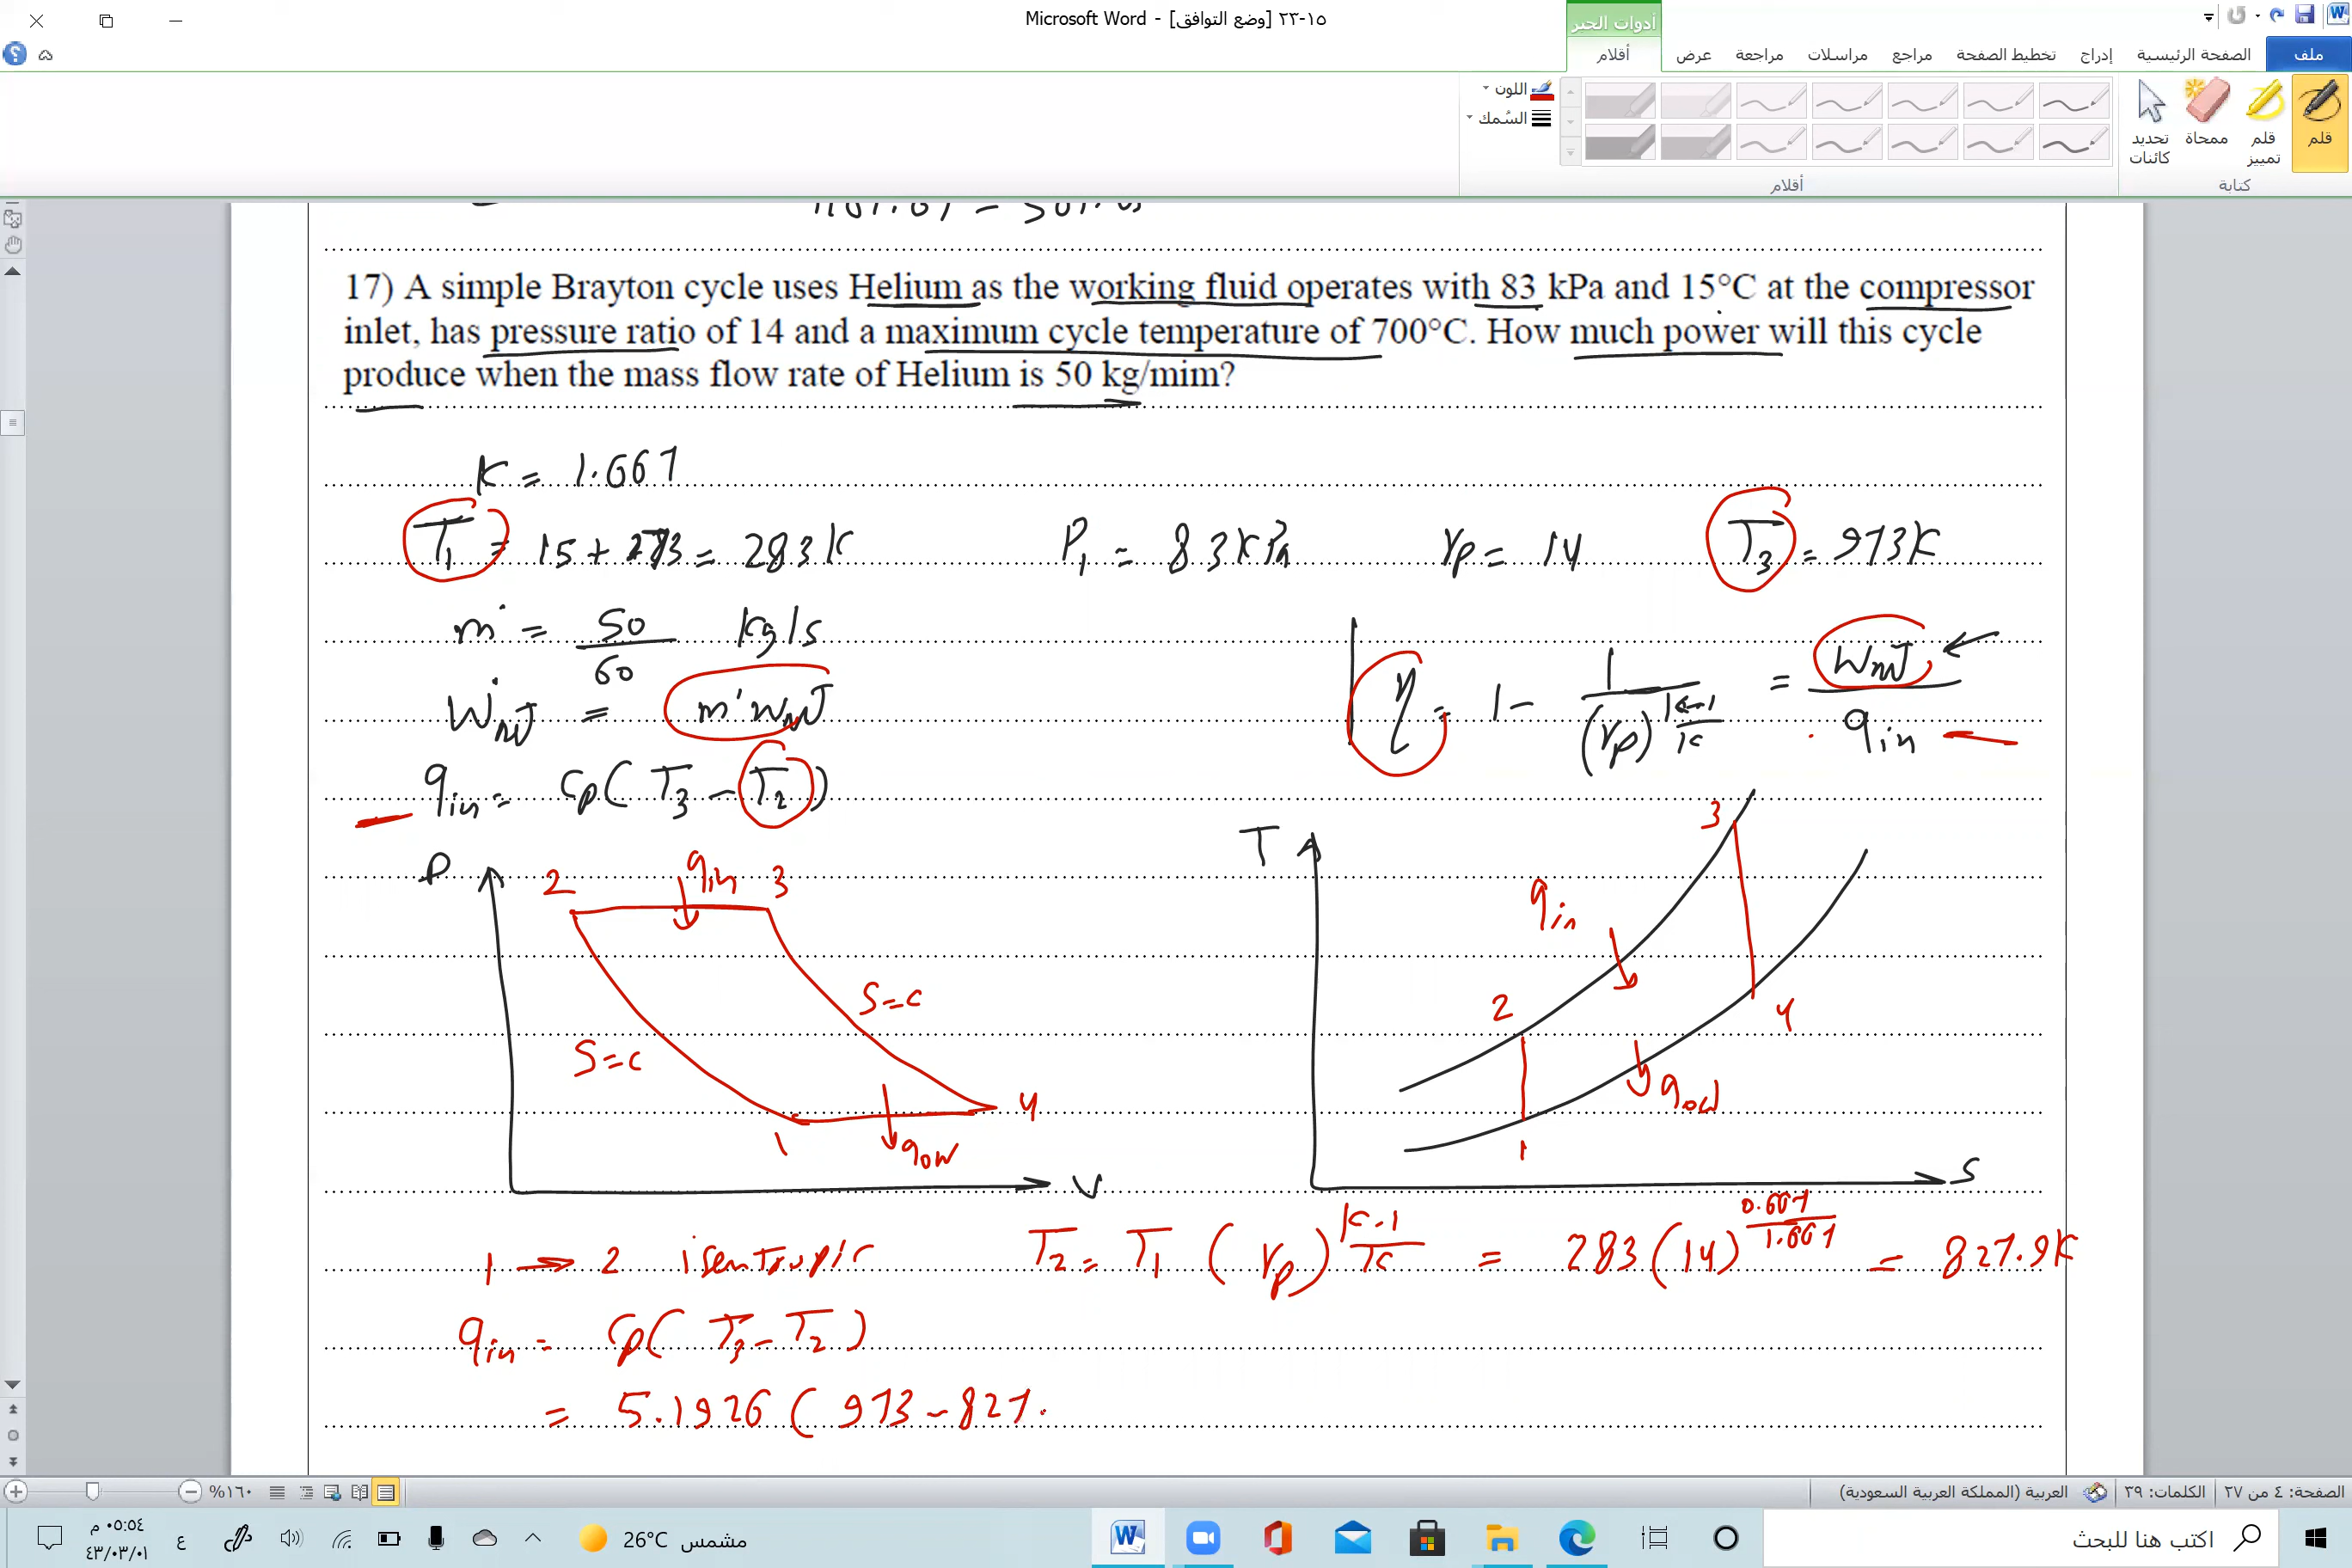 ٢٣-١٥ [وضع التوافق] - Microsoft Word
أدوات الحبر
ملف
الصفحة الرئيسية
إدراج
تخطيط الصفحة
مراجع
مراسلات
مراجعة
عرض
أقلام
قلم
قلم تمييز
ممحاة
تحديد كائنات
اللون
السُمك
كتابة
أقلام
17) A simple Brayton cycle uses Helium as the working fluid operates with 83 kPa and 15°C at the compressor
inlet, has pressure ratio of 14 and a maximum cycle temperature of 700°C. How much power will this cycle
produce when the mass flow rate of Helium is 50 kg/mim?
K = 1.667
T₁ = 15 + 273 = 283 K P₁ = 83 kPa rp = 14 T₃ = 973 K
ṁ = 50/60 kg/s
Ẇnet = ṁ wnet η = 1 - 1/(rp)^((k-1)/k) = wnet/qin
qin = Cp( T₃ - T₂ )
P 2 qin 3 S=c S=c 4 1 qout V
T 3 qin 2 4 qout 1 S
1 → 2 isentropic T₂ = T₁ ( rp )^((k-1)/k) = 283 (14)^(0.667/1.667) = 827.9 K
qin = Cp( T₃ - T₂ )
= 5.1926 ( 973 - 827.
الصفحة: ٤ من ٢٧
الكلمات: ٣٩
العربية (المملكة العربية السعودية)
%١٦٠
اكتب هنا للبحث
مشمس 26°C
ع
٠٥:٥٤ م
٤٣/٠٣/٠١